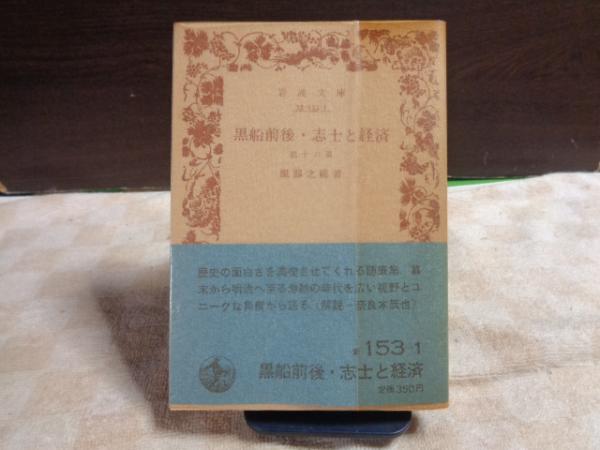 岩波文庫
黒船前後・志士と経済
他十六篇
服部之總著
歴史の面白さを満喫させてくれる随筆集．幕
末から明治へ至る激動の時代を広い視野とユ
ニークな角度から語る．（解説＝奈良本辰也）
青153-1
黒船前後・志士と経済
定価350円